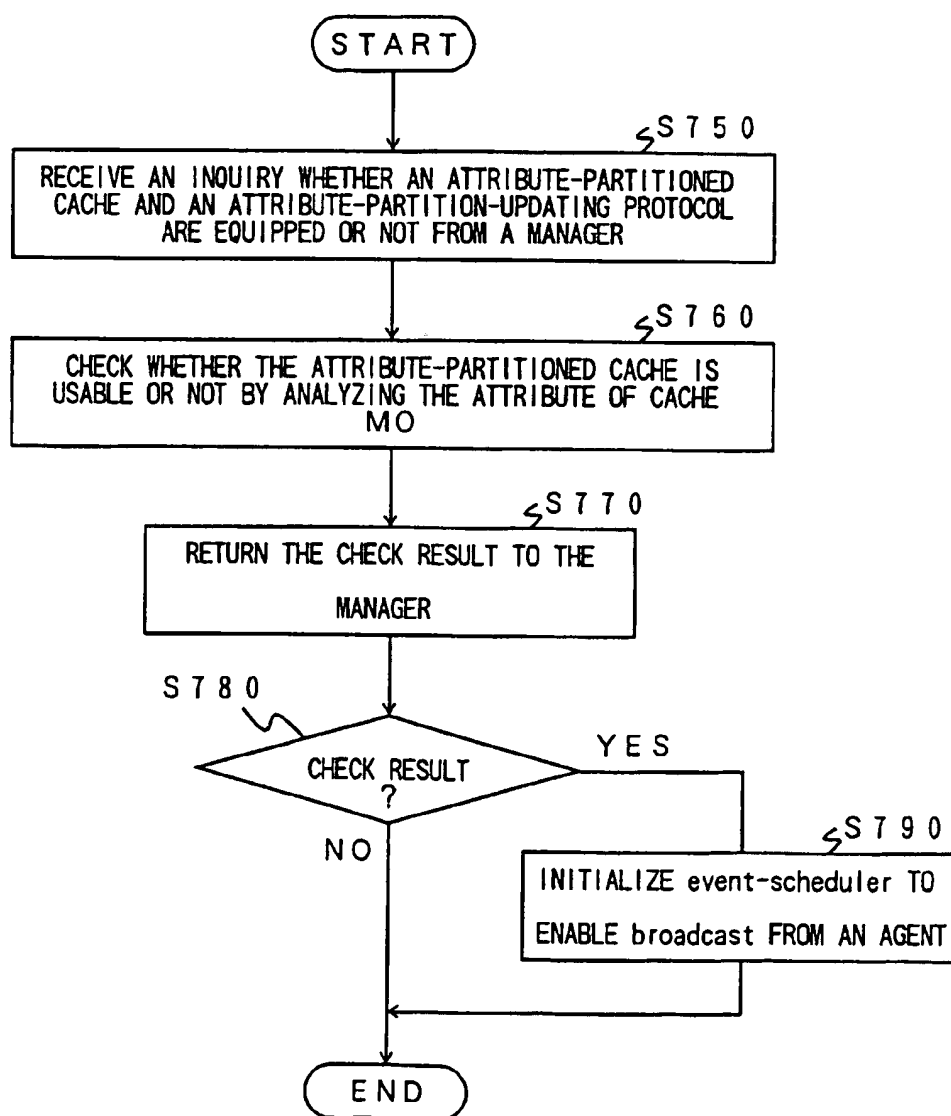 START
S750
RECEIVE AN INQUIRY WHETHER AN ATTRIBUTE-PARTITIONED
CACHE AND AN ATTRIBUTE-PARTITION-UPDATING PROTOCOL
ARE EQUIPPED OR NOT FROM A MANAGER
S760
CHECK WHETHER THE ATTRIBUTE-PARTITIONED CACHE IS
USABLE OR NOT BY ANALYZING THE ATTRIBUTE OF CACHE
MO
S770
RETURN THE CHECK RESULT TO THE
MANAGER
S780
CHECK RESULT
?
YES
NO
S790
INITIALIZE event-scheduler TO
ENABLE broadcast FROM AN AGENT
END